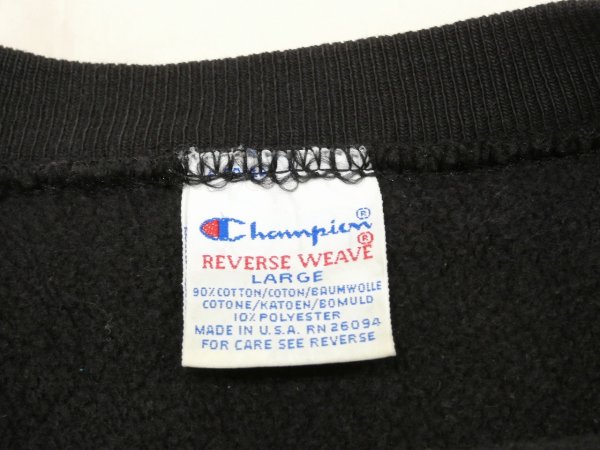 Champion®
REVERSE WEAVE®
LARGE
90% COTTON/COTON/BAUMWOLLE
COTONE/KATOEN/BOMULD
10% POLYESTER
MADE IN U.S.A. RN 26094
FOR CARE SEE REVERSE